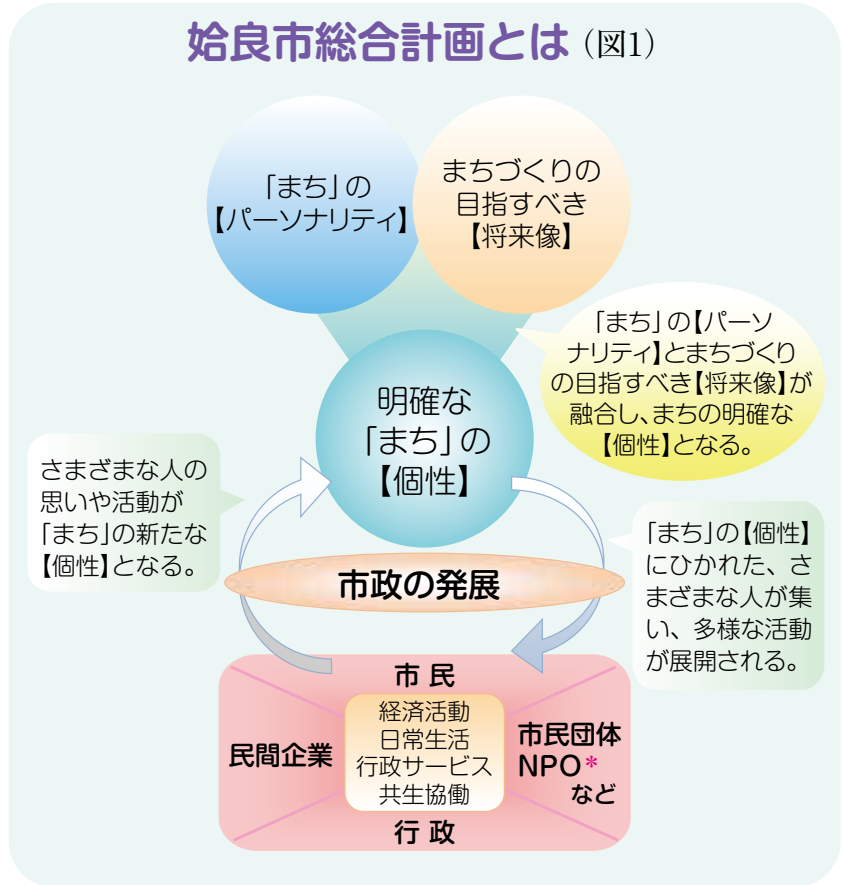 姶良市総合計画とは（図1）
「まち」の
【パーソナリティ】
まちづくりの
目指すべき
【将来像】
「まち」の【パーソ
ナリティ】とまちづくり
の目指すべき【将来像】が
融合し、まちの明確な
【個性】となる。
明確な
「まち」の
【個性】
さまざまな人の
思いや活動が
「まち」の新たな
【個性】となる。
「まち」の【個性】
にひかれた、さ
まざまな人が集
い、多様な活動
が展開される。
市政の発展
市 民
民間企業
経済活動
日常生活
行政サービス
共生協働
市民団体
NPO*
など
行 政